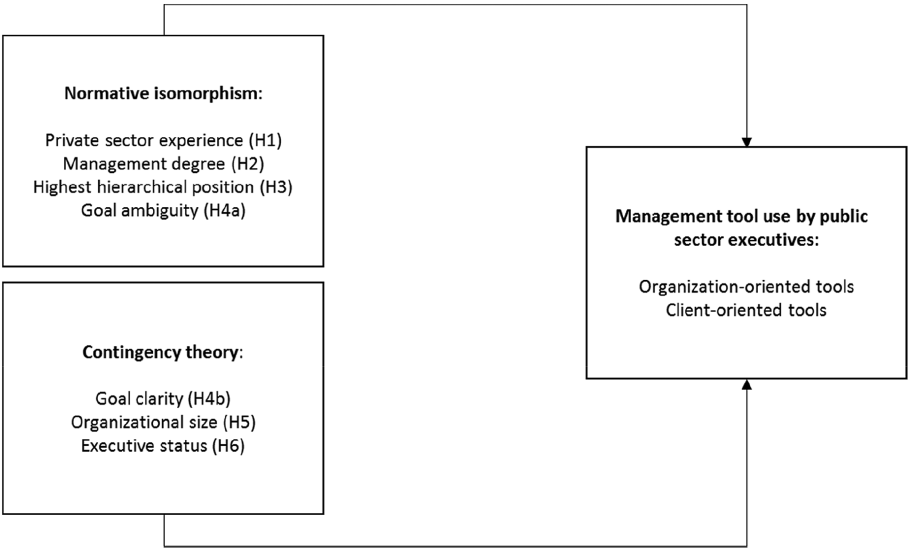 Normative isomorphism:
Private sector experience (H1)
Management degree (H2)
Highest hierarchical position (H3)
Goal ambiguity (H4a)
Contingency theory:
Goal clarity (H4b)
Organizational size (H5)
Executive status (H6)
Management tool use by public
sector executives:
Organization-oriented tools
Client-oriented tools